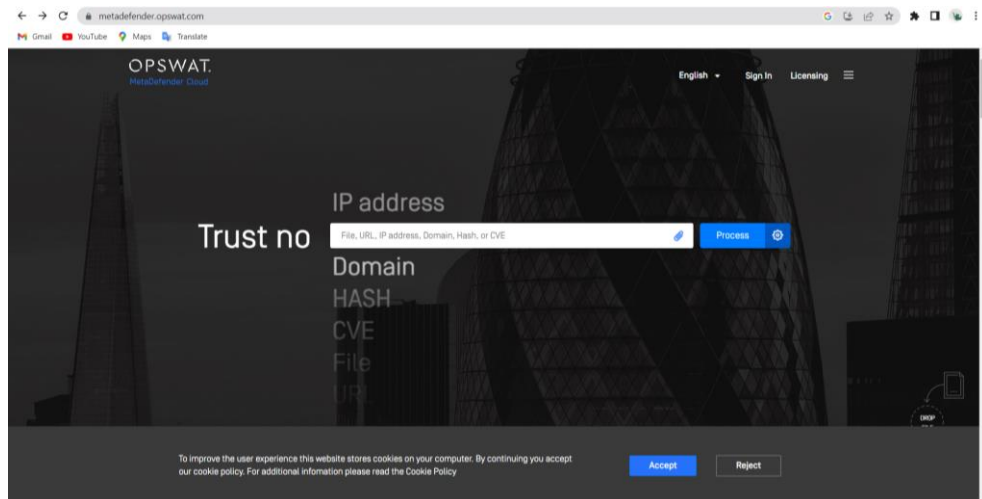 metadefender.opswat.com
Gmail YouTube Maps Translate
OPSWAT.
MetaDefender Cloud
English Sign In Licensing
IP address
Trust no File, URL, IP address, Domain, Hash, or CVE Process
Domain
HASH
CVE
File
URL
DROP
To improve the user experience this website stores cookies on your computer. By continuing you accept
our cookie policy. For additional infomation please read the Cookie Policy
Accept Reject